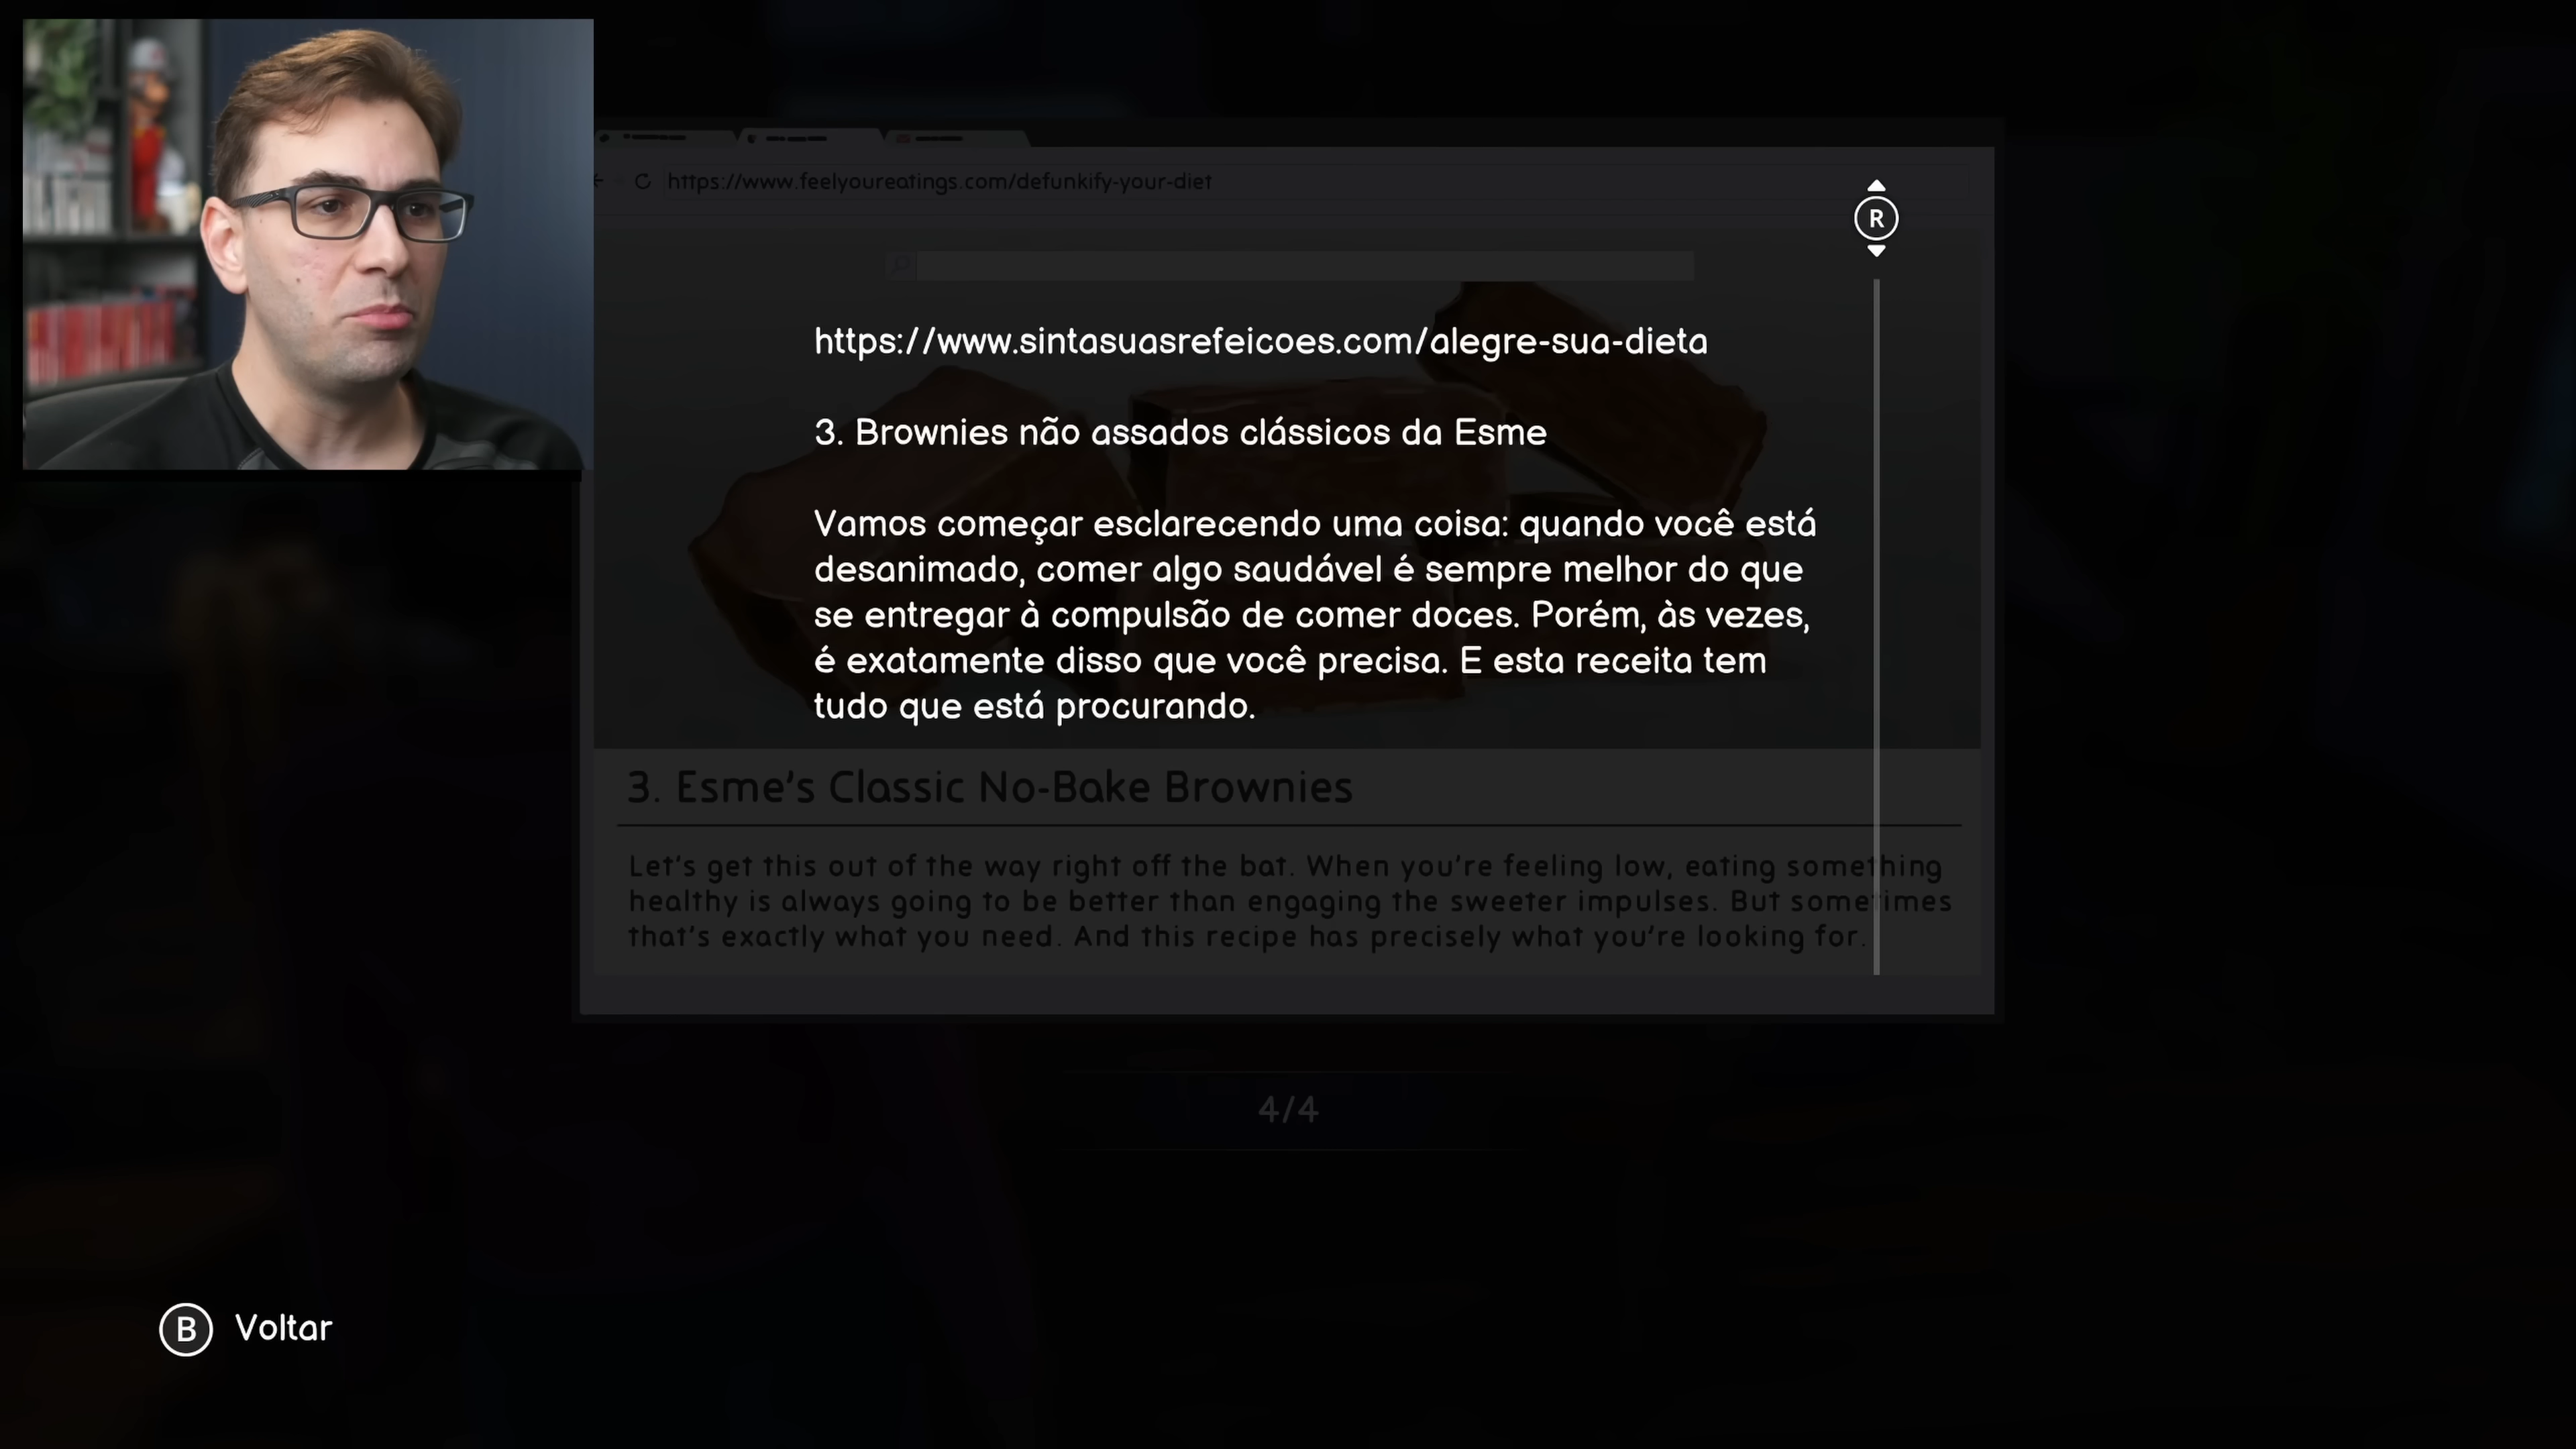 https://www.feelyoureatings.com/defunkify-your-diet
R
https://www.sintasuasrefeicoes.com/alegre-sua-dieta
3. Brownies não assados clássicos da Esme
Vamos começar esclarecendo uma coisa: quando você está
desanimado, comer algo saudável é sempre melhor do que
se entregar à compulsão de comer doces. Porém, às vezes,
é exatamente disso que você precisa. E esta receita tem
tudo que está procurando.
3. Esme's Classic No-Bake Brownies
Let's get this out of the way right off the bat. When you're feeling low, eating something
healthy is always going to be better than engaging the sweeter impulses. But sometimes
that's exactly what you need. And this recipe has precisely what you're looking for.
4/4
B Voltar